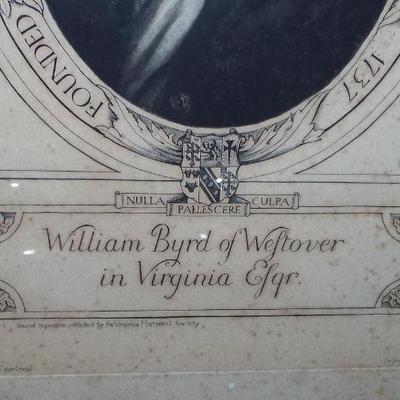 FOUNDED 1737
NULLA PALLESCERE CULPA
William Byrd of Weſtover
in Virginia Eſqr.
Second impression published by the Virginia Historical Society
portrait